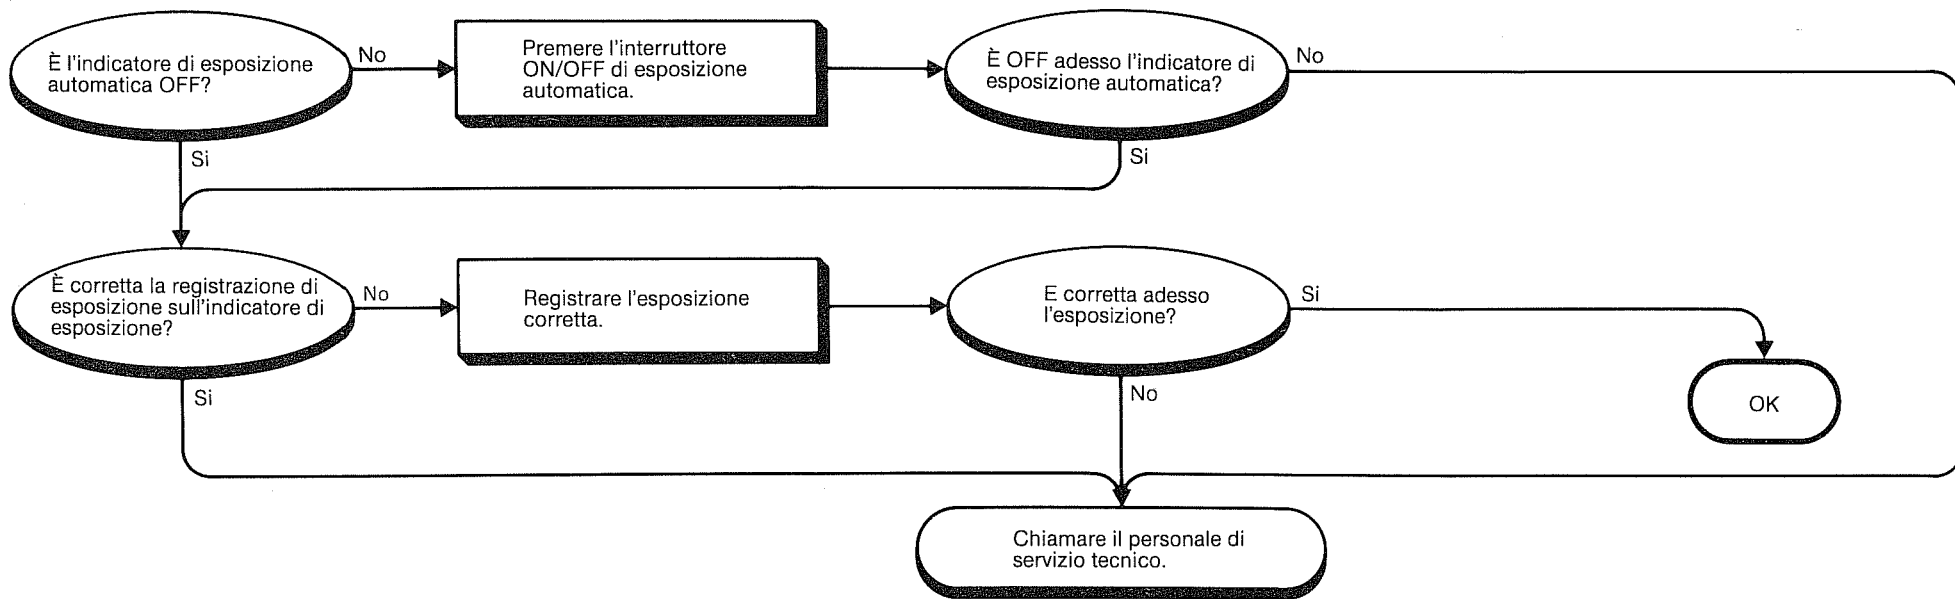 È l'indicatore di esposizione
automatica OFF?
No
Premere l'interruttore
ON/OFF di esposizione
automatica.
È OFF adesso l'indicatore di
esposizione automatica?
No
Si
Si
È corretta la registrazione di
esposizione sull'indicatore di
esposizione?
No
Registrare l'esposizione
corretta.
E corretta adesso
l'esposizione?
Si
Si
No
OK
Chiamare il personale di
servizio tecnico.